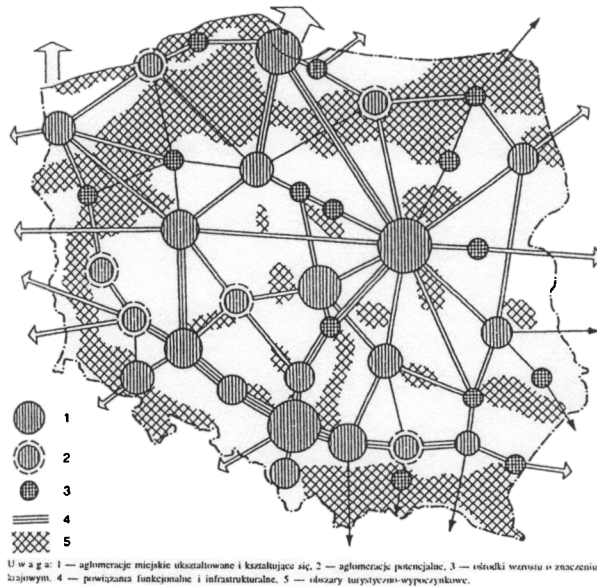 1
2
3
4
5
Uwaga: 1 — aglomeracje miejskie ukształtowane i kształtujące się, 2 — aglomeracje potencjalne, 3 — ośrodki wzrostu o znaczeniu
krajowym, 4 — powiązania funkcjonalne i infrastrukturalne, 5 — obszary turystyczno-wypoczynkowe.